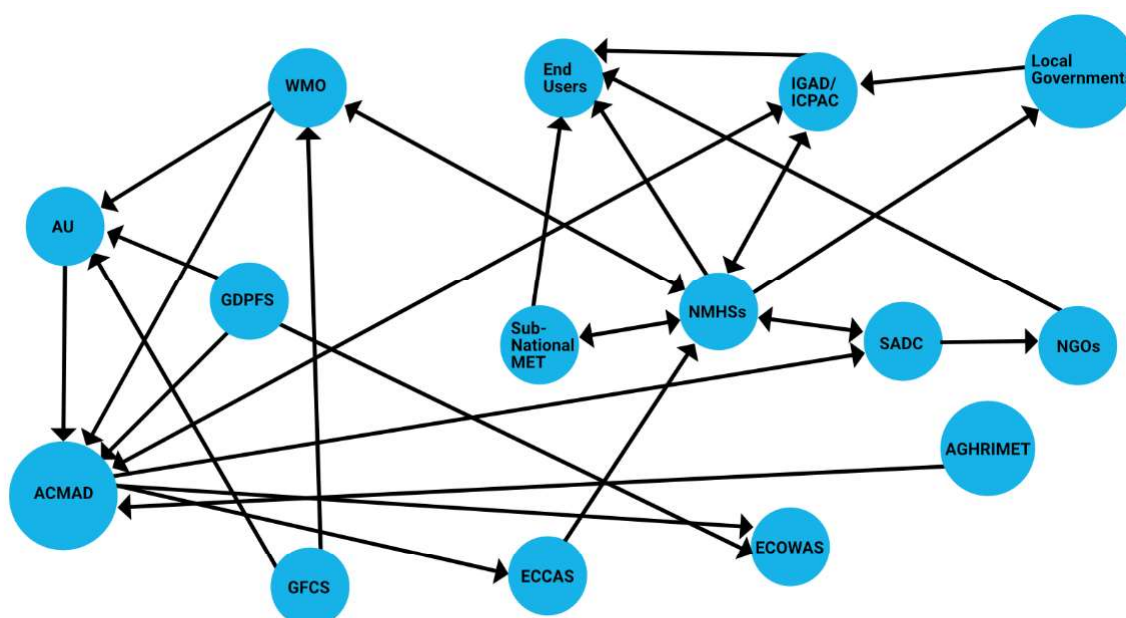 WMO
End
Users
IGAD/
ICPAC
Local
Government
AU
GDPFS
NMHSs
Sub-
National
MET
SADC
NGOs
AGHRIMET
ACMAD
ECOWAS
ECCAS
GFCS